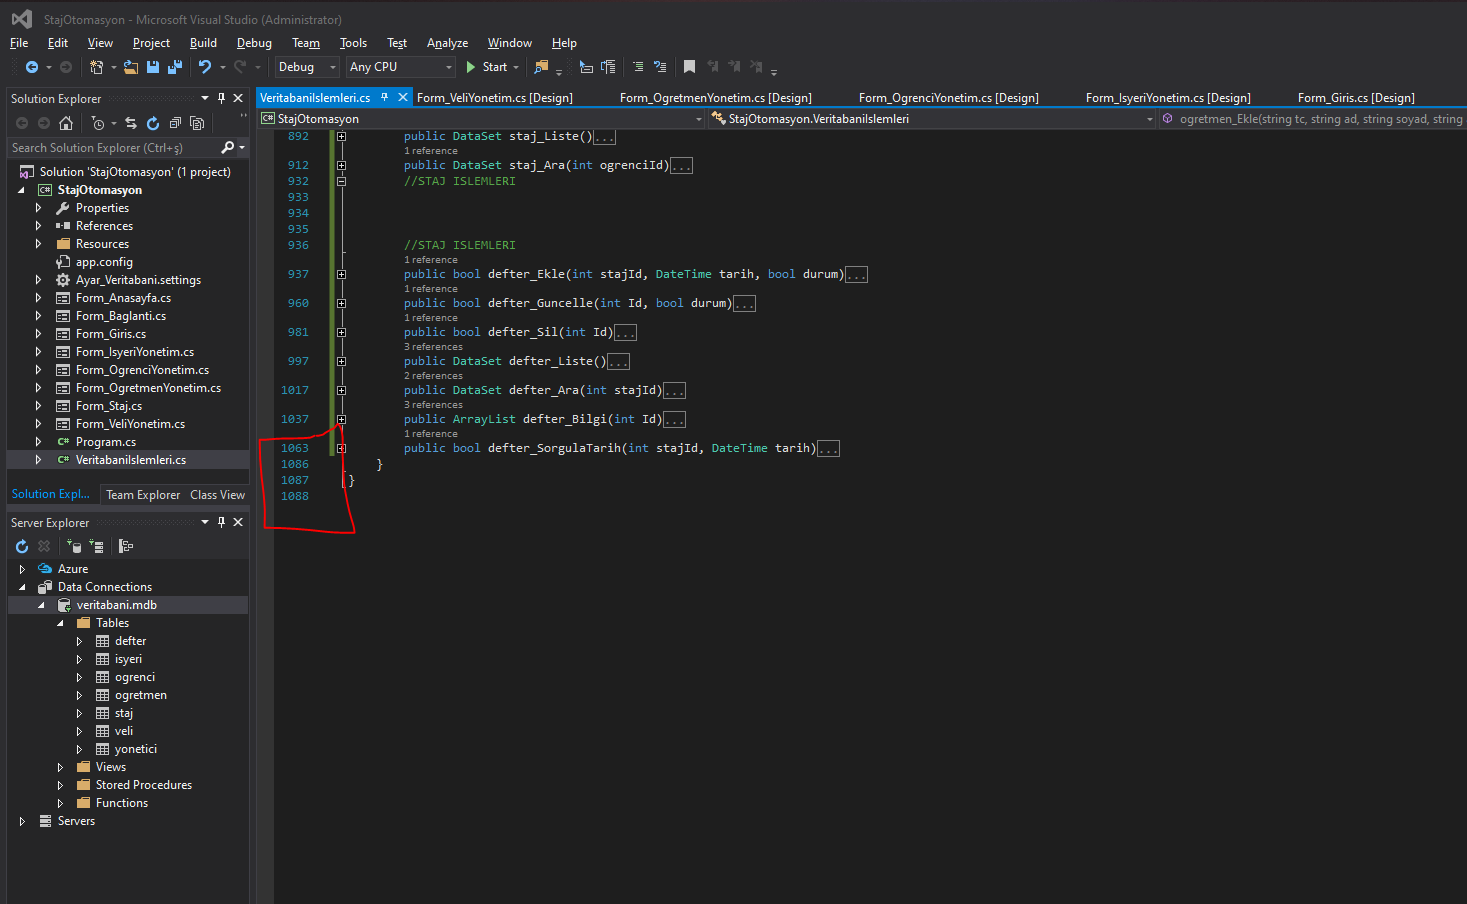 StajOtomasyon - Microsoft Visual Studio (Administrator)
File Edit View Project Build Debug Team Tools Test Analyze Window Help
Debug Any CPU Start
Solution Explorer
Search Solution Explorer (Ctrl+ş)
Solution 'StajOtomasyon' (1 project)
C# StajOtomasyon
Properties
References
Resources
app.config
Ayar_Veritabani.settings
Form_Anasayfa.cs
Form_Baglanti.cs
Form_Giris.cs
Form_IsyeriYonetim.cs
Form_OgrenciYonetim.cs
Form_OgretmenYonetim.cs
Form_Staj.cs
Form_VeliYonetim.cs
C# Program.cs
C# VeritabaniIslemleri.cs
Solution Expl... Team Explorer Class View
Server Explorer
Azure
Data Connections
veritabani.mdb
Tables
defter
isyeri
ogrenci
ogretmen
staj
veli
yonetici
Views
Stored Procedures
Functions
Servers
VeritabaniIslemleri.cs Form_VeliYonetim.cs [Design] Form_OgretmenYonetim.cs [Design] Form_OgrenciYonetim.cs [Design] Form_IsyeriYonetim.cs [Design] Form_Giris.cs [Design]
C# StajOtomasyon StajOtomasyon.VeritabaniIslemleri ogretmen_Ekle(string tc, string ad, string soyad, string
892 public DataSet staj_Liste()...
1 reference
912 public DataSet staj_Ara(int ogrenciId)...
932 //STAJ ISLEMLERI
933
934
935
936 //STAJ ISLEMLERI
1 reference
937 public bool defter_Ekle(int stajId, DateTime tarih, bool durum)...
1 reference
960 public bool defter_Guncelle(int Id, bool durum)...
1 reference
981 public bool defter_Sil(int Id)...
3 references
997 public DataSet defter_Liste()...
2 references
1017 public DataSet defter_Ara(int stajId)...
3 references
1037 public ArrayList defter_Bilgi(int Id)...
1 reference
1063 public bool defter_SorgulaTarih(int stajId, DateTime tarih)...
1086 }
1087 }
1088